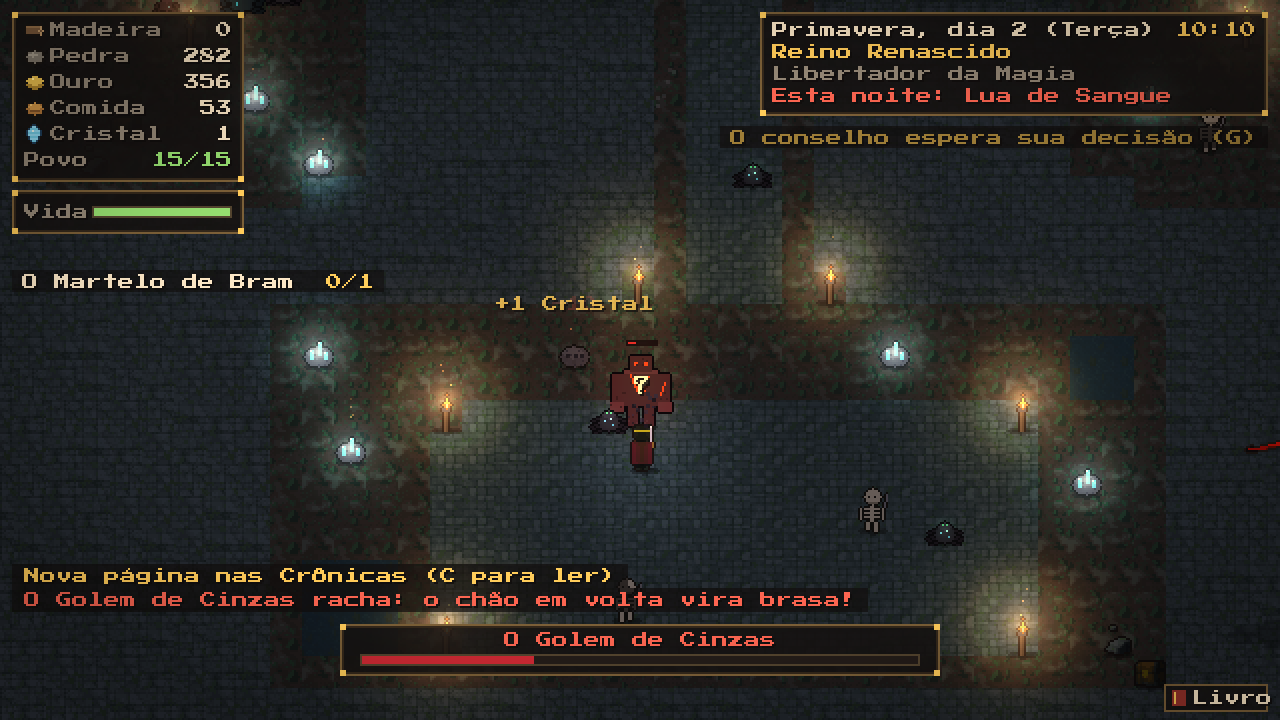 Madeira 0
Pedra 282
Ouro 356
Comida 53
Cristal 1
Povo 15/15
Vida
Primavera, dia 2 (Terça) 10:10
Reino Renascido
Libertador da Magia
Esta noite: Lua de Sangue
O conselho espera sua decisão (G)
O Martelo de Bram 0/1
+1 Cristal
?
Nova página nas Crônicas (C para ler)
O Golem de Cinzas racha: o chão em volta vira brasa!
O Golem de Cinzas
Livro